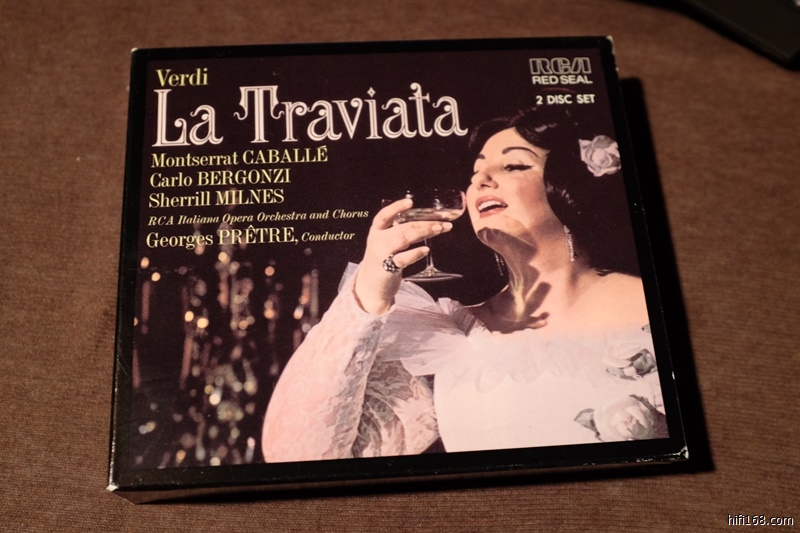 Verdi
La Traviata
Montserrat CABALLÉ
Carlo BERGONZI
Sherrill MILNES
RCA Italiana Opera Orchestra and Chorus
Georges PRÊTRE, Conductor
RCA
RED SEAL
2 DISC SET
hifi168.com